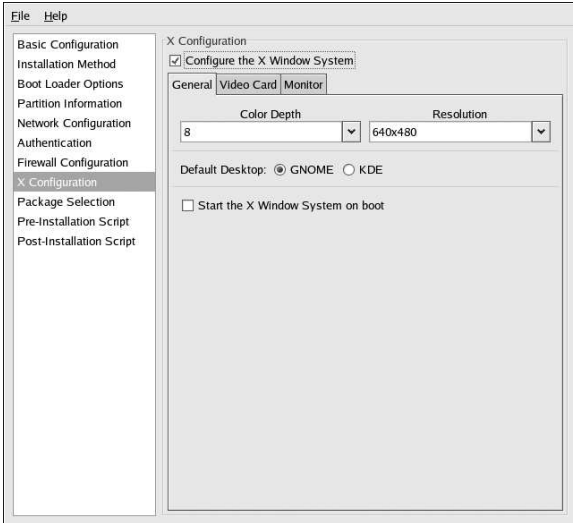 File Help
Basic Configuration
Installation Method
Boot Loader Options
Partition Information
Network Configuration
Authentication
Firewall Configuration
X Configuration
Package Selection
Pre-Installation Script
Post-Installation Script
X Configuration
Configure the X Window System
General Video Card Monitor
Color Depth Resolution
8 640x480
Default Desktop: GNOME KDE
Start the X Window System on boot